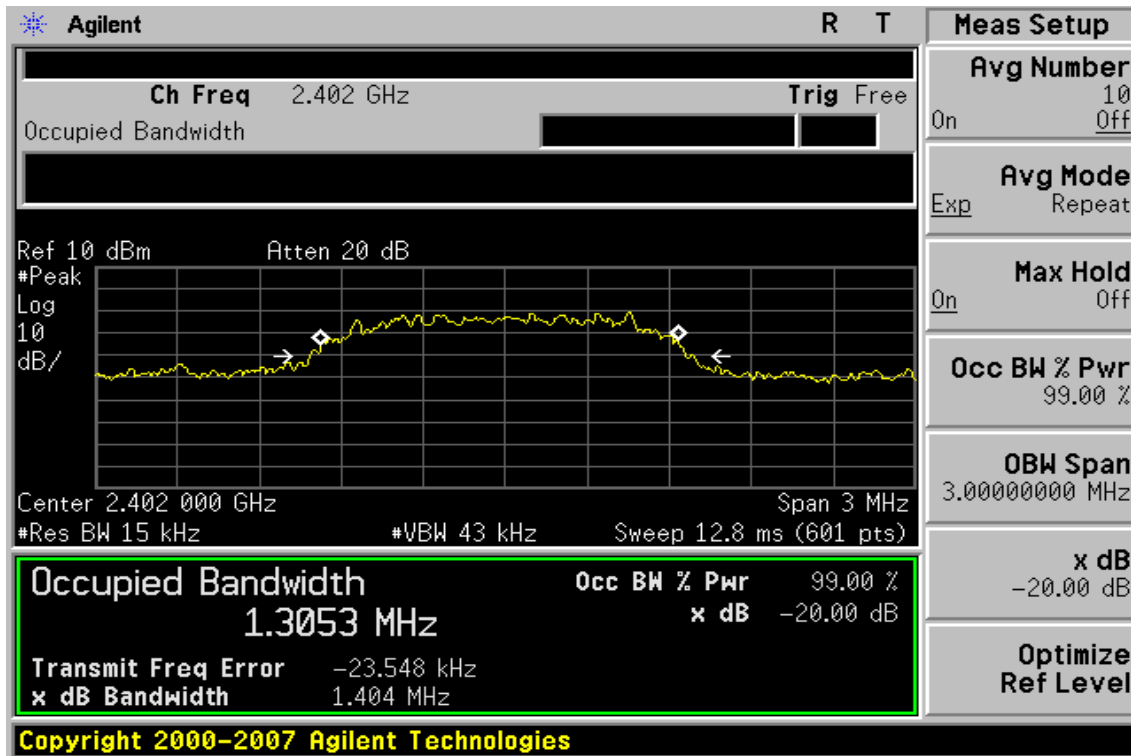 Agilent R T Meas Setup
Avg Number
10
On Off
Ch Freq 2.402 GHz Trig Free
Occupied Bandwidth
Avg Mode
Exp Repeat
Ref 10 dBm Atten 20 dB
#Peak
Log
10
dB/
Max Hold
On Off
Occ BW % Pwr
99.00 %
OBW Span
3.00000000 MHz
Center 2.402 000 GHz Span 3 MHz
#Res BW 15 kHz #VBW 43 kHz Sweep 12.8 ms (601 pts)
x dB
-20.00 dB
Occupied Bandwidth Occ BW % Pwr 99.00 %
1.3053 MHz x dB -20.00 dB
Transmit Freq Error -23.548 kHz
x dB Bandwidth 1.404 MHz
Optimize
Ref Level
Copyright 2000-2007 Agilent Technologies